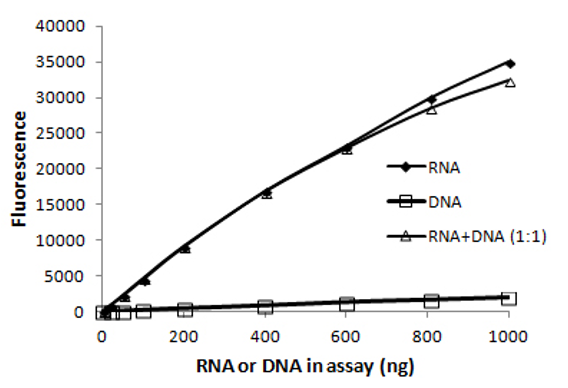 40000
35000
30000
25000
20000
15000
10000
5000
0
Fluorescence
RNA
DNA
RNA+DNA (1:1)
0 200 400 600 800 1000
RNA or DNA in assay (ng)